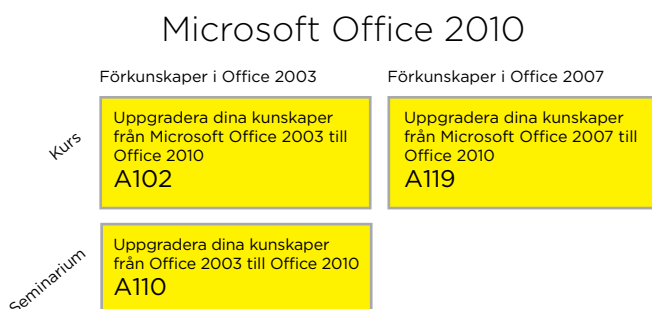 Microsoft Office 2010
Förkunskaper i Office 2003
Förkunskaper i Office 2007
Kurs
Uppgradera dina kunskaper
från Microsoft Office 2003 till
Office 2010
A102
Uppgradera dina kunskaper
från Microsoft Office 2007 till
Office 2010
A119
Seminarium
Uppgradera dina kunskaper
från Office 2003 till Office 2010
A110